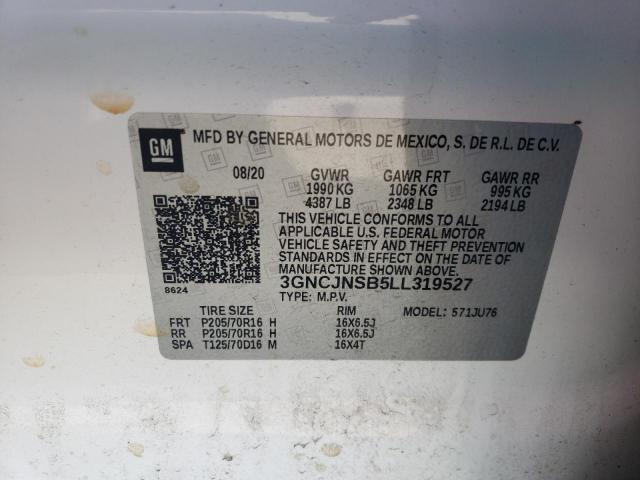 GM MFD BY GENERAL MOTORS DE MEXICO, S. DE R.L. DE C.V.
08/20 GVWR GAWR FRT GAWR RR
1990 KG 1065 KG 995 KG
4387 LB 2348 LB 2194 LB
THIS VEHICLE CONFORMS TO ALL
APPLICABLE U.S. FEDERAL MOTOR
VEHICLE SAFETY AND THEFT PREVENTION
STANDARDS IN EFFECT ON THE DATE OF
MANUFACTURE SHOWN ABOVE.
3GNCJNSB5LL319527
8624 TYPE: M.P.V. MODEL: 571JU76
TIRE SIZE RIM
FRT P205/70R16 H 16X6.5J
RR P205/70R16 H 16X6.5J
SPA T125/70D16 M 16X4T